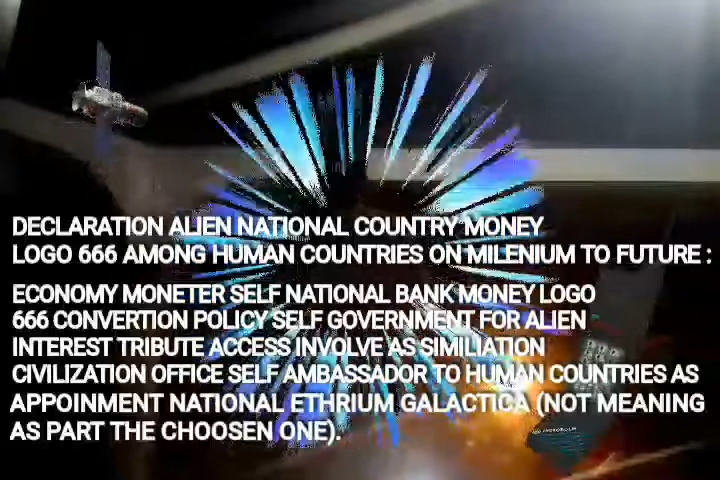 DECLARATION ALIEN NATIONAL COUNTRY MONEY
LOGO 666 AMONG HUMAN COUNTRIES ON MILENIUM TO FUTURE :
ECONOMY MONETER SELF NATIONAL BANK MONEY LOGO
666 CONVERTION POLICY SELF GOVERNMENT FOR ALIEN
INTEREST TRIBUTE ACCESS INVOLVE AS SIMILIATION
CIVILIZATION OFFICE SELF AMBASSADOR TO HUMAN COUNTRIES AS
APPOINMENT NATIONAL ETHRIUM GALACTICA (NOT MEANING
AS PART THE CHOOSEN ONE).